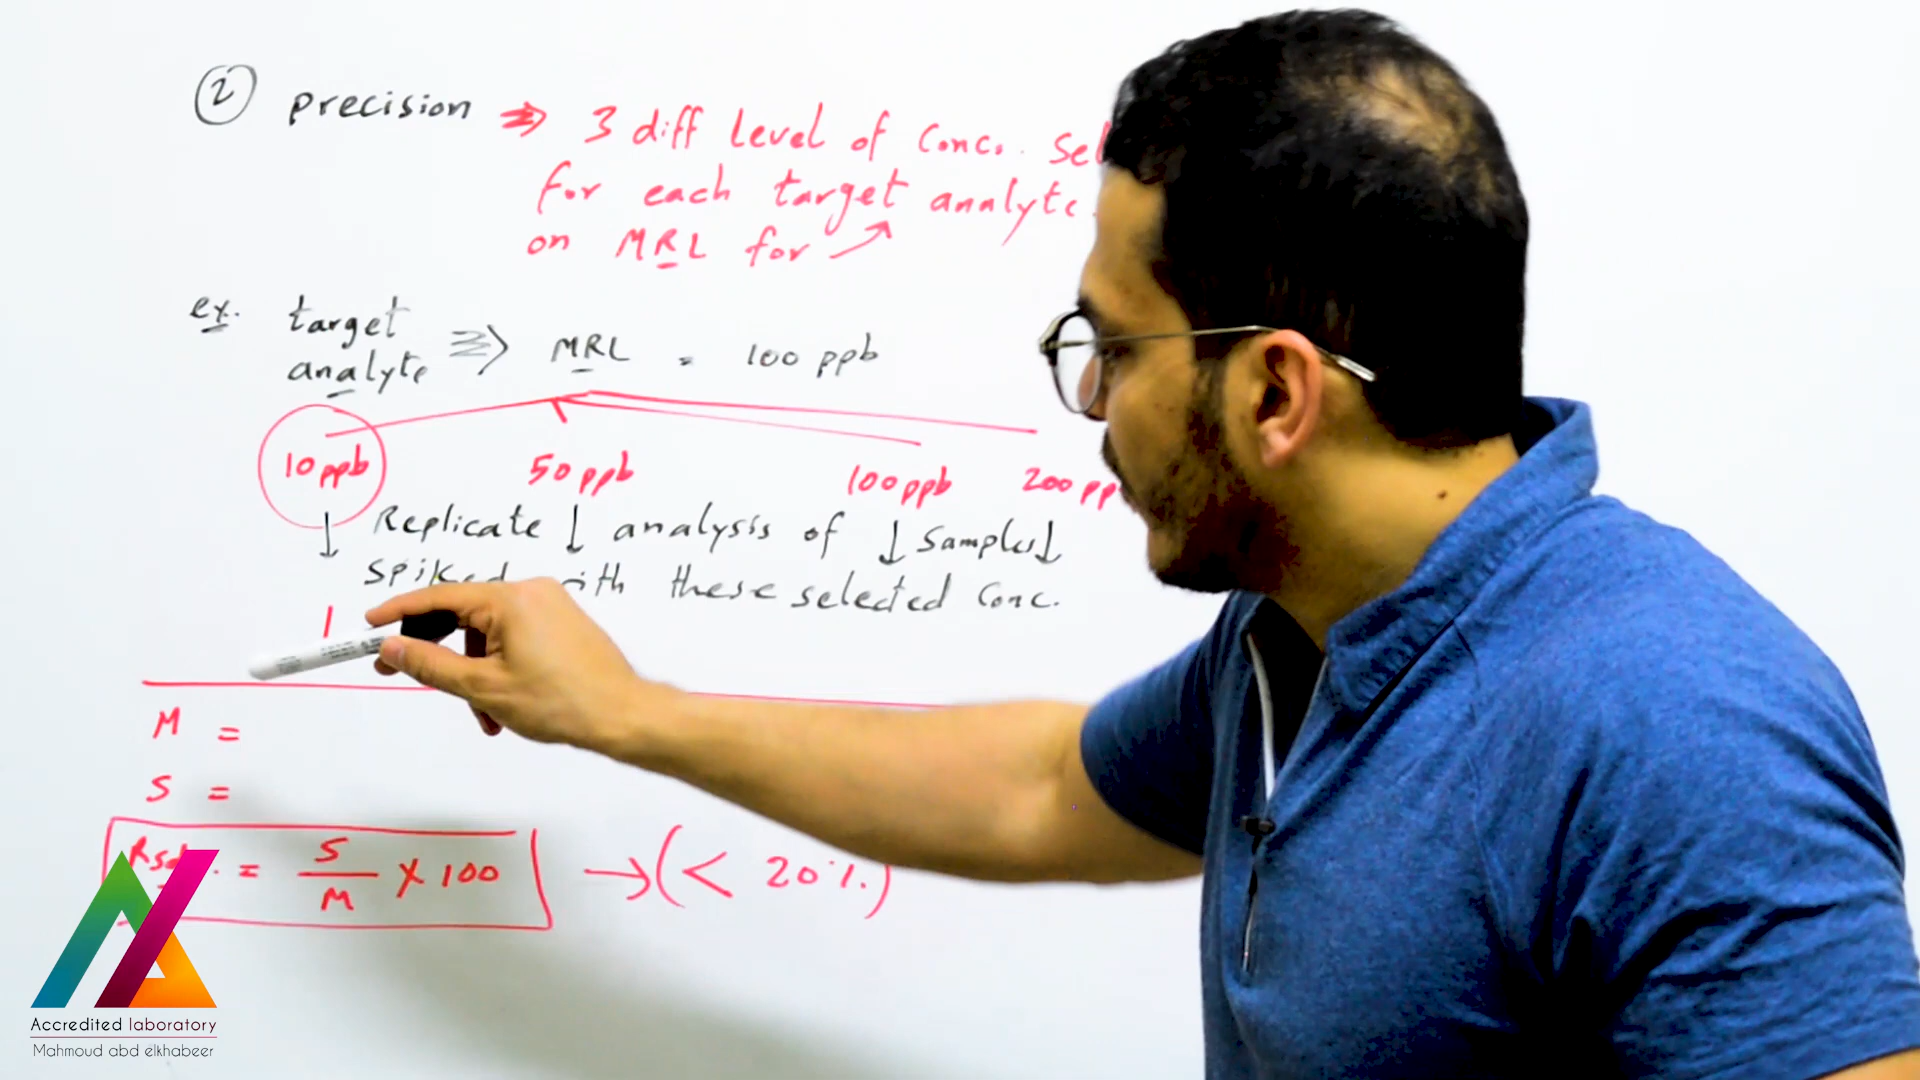 2 precision ⇒ 3 diff level of Conc. Sel
for each target analyte.
on MRL for ↗
ex. target analyte ⇒ MRL = 100 ppb
10 ppb 50 ppb 100 ppb 200 pp
↓ Replicate ↓ analysis of ↓ Samples ↓
Spiked with these selected Conc.
1
M =
S =
Rsd. = S/M × 100 → (< 20%)
Accredited laboratory
Mahmoud abd elkhabeer